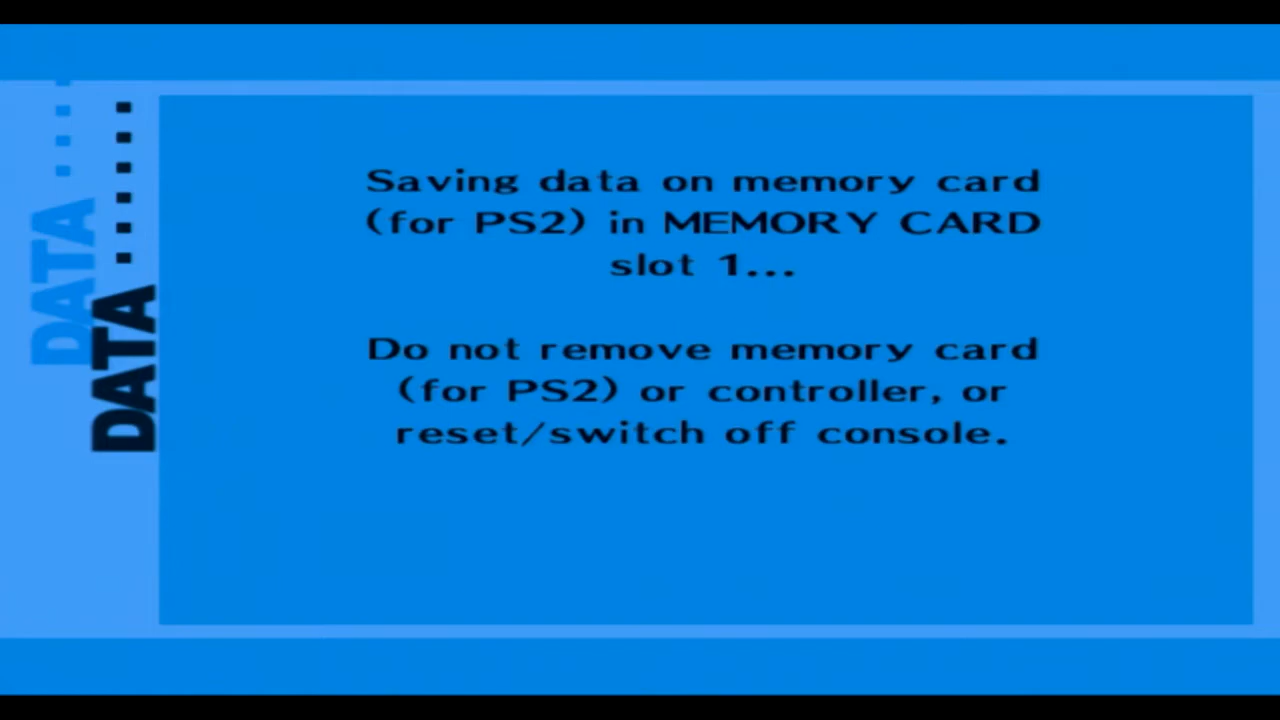 DATA ....
DATA ......
Saving data on memory card
(for PS2) in MEMORY CARD
slot 1...
Do not remove memory card
(for PS2) or controller, or
reset/switch off console.